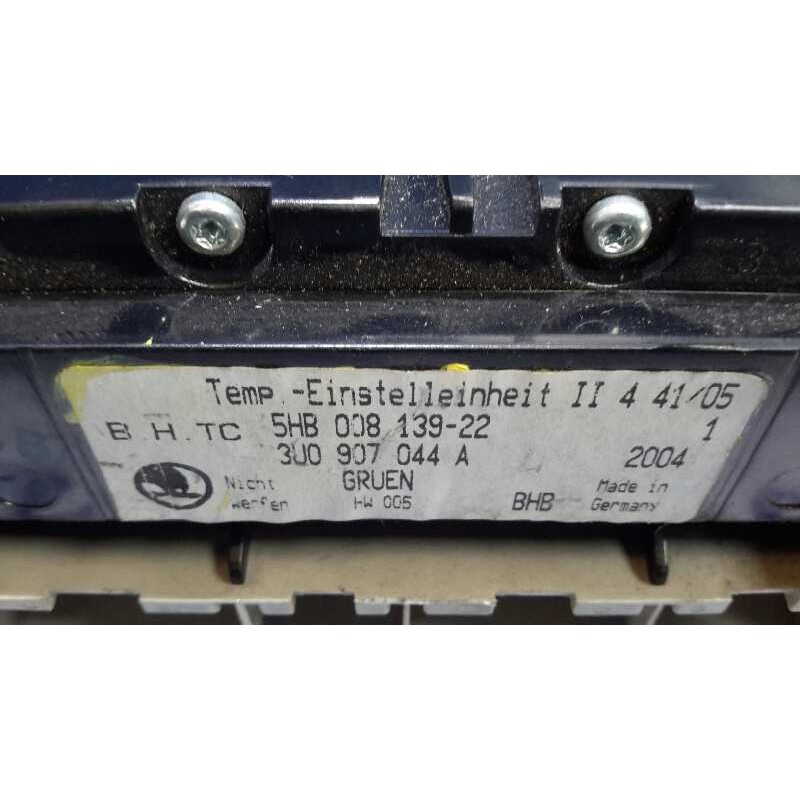 Temp.-Einstelleinheit II 4 41/05
B.H.TC 5HB 008 139-22 1
3U0 907 044 A 2004
Nicht GRUEN Made in
werfen HW 005 BHB Germany
3